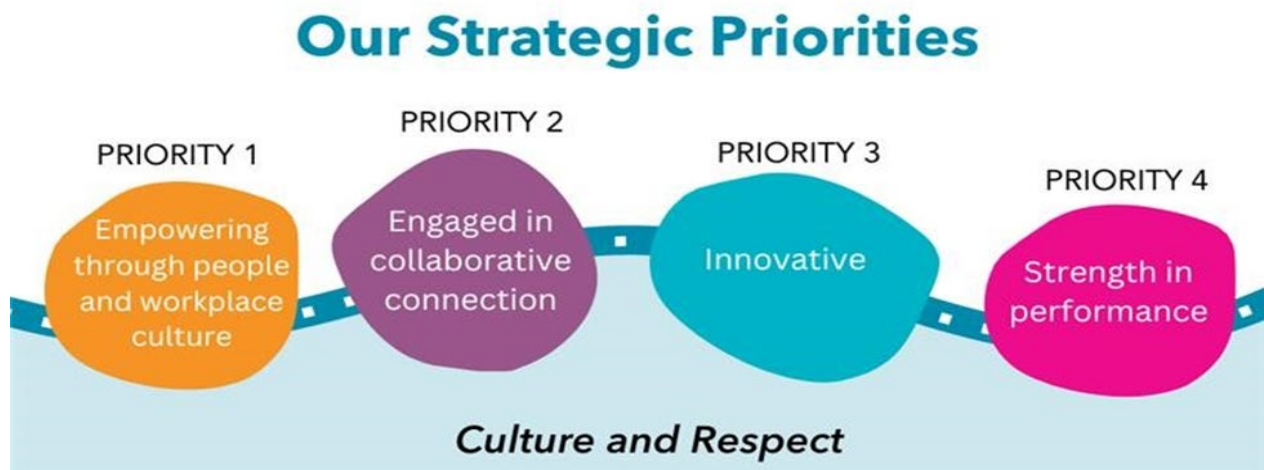 Our Strategic Priorities
PRIORITY 1
Empowering
through people
and workplace
culture
PRIORITY 2
Engaged in
collaborative
connection
PRIORITY 3
Innovative
PRIORITY 4
Strength in
performance
Culture and Respect